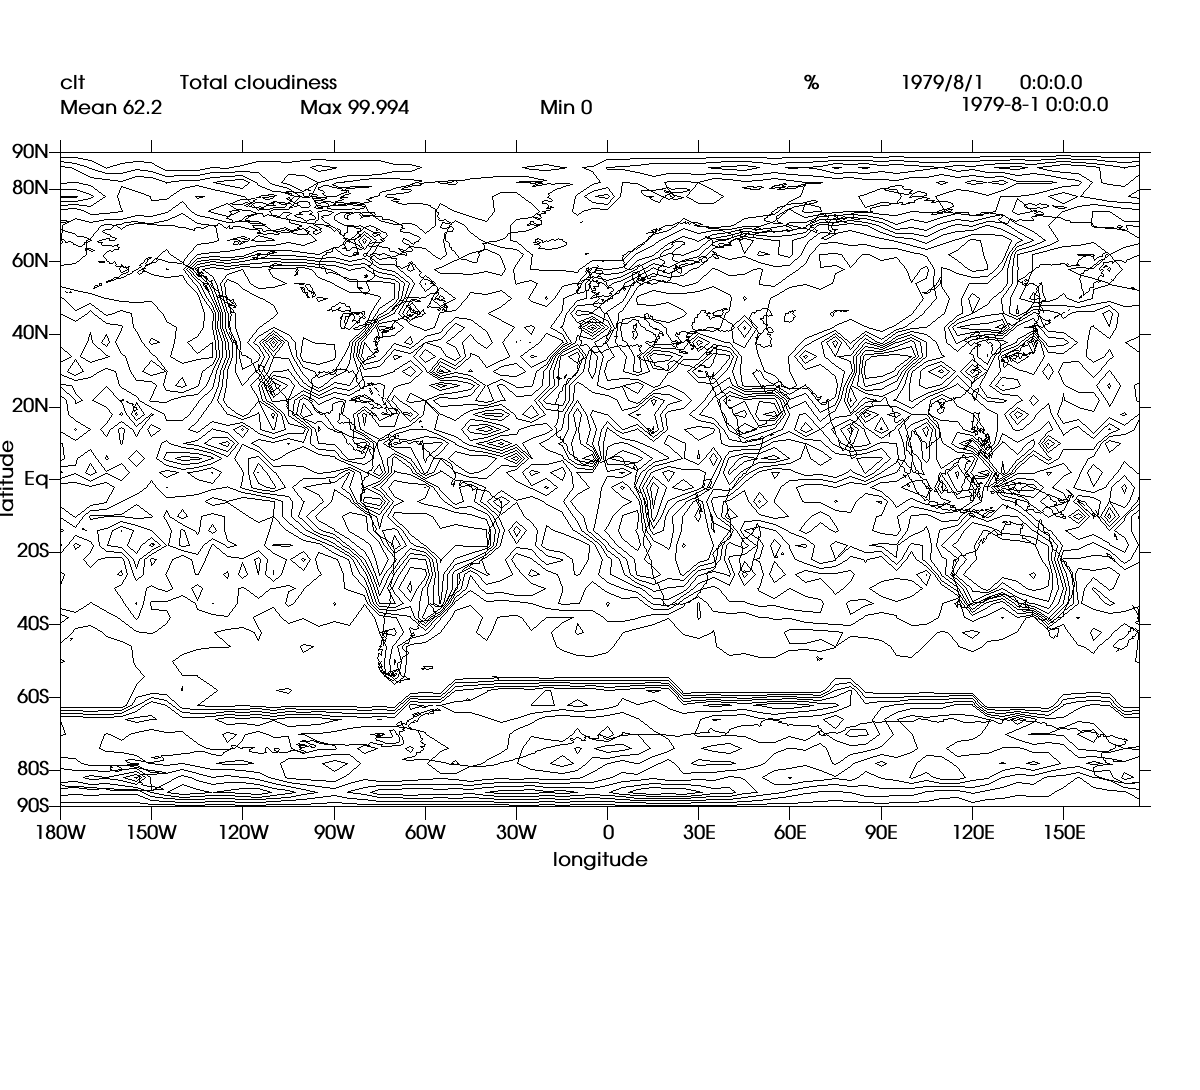 clt Total cloudiness % 1979/8/1 0:0:0.0
Mean 62.2 Max 99.994 Min 0 1979-8-1 0:0:0.0
90N
80N
60N
40N
20N
Eq
20S
40S
60S
80S
90S
latitude
180W 150W 120W 90W 60W 30W 0 30E 60E 90E 120E 150E
longitude